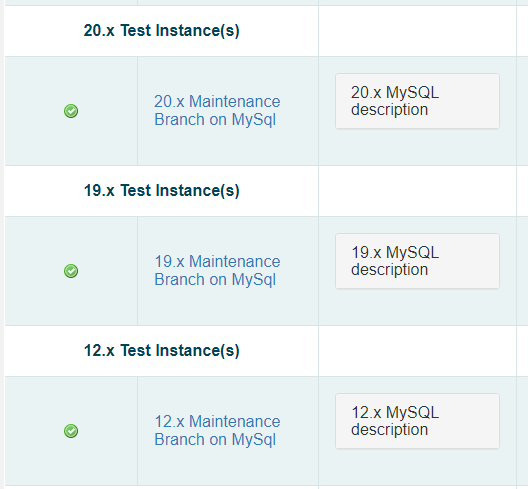 20.x Test Instance(s)
20.x Maintenance
Branch on MySql
20.x MySQL
description
19.x Test Instance(s)
19.x Maintenance
Branch on MySql
19.x MySQL
description
12.x Test Instance(s)
12.x Maintenance
Branch on MySql
12.x MySQL
description